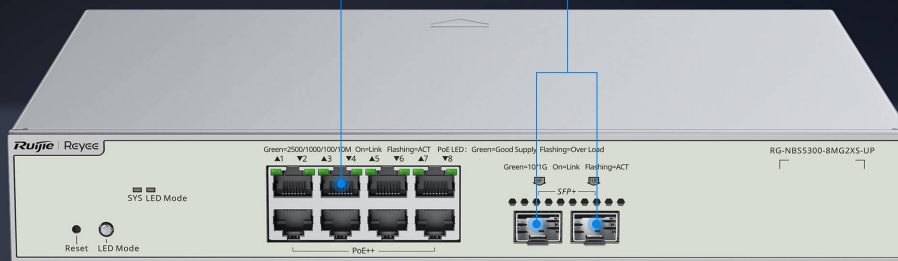 Ruijie | Reyee
Green=2500/1000/100/10M On=Link Flashing=ACT PoE LED: Green=Good Supply Flashing=Over Load
▲1 ▼2 ▲3 ▼4 ▲5 ▼6 ▲7 ▼8
Green=10/1G On=Link Flashing=ACT
SFP+
RG-NBS5300-8MG2XS-UP
SYS LED Mode
Reset LED Mode
PoE++